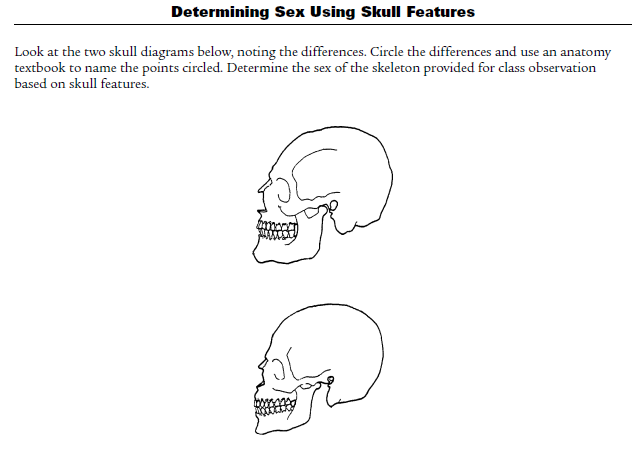 Determining Sex Using Skull Features
Look at the two skull diagrams below, noting the differences. Circle the differences and use an anatomy
textbook to name the points circled. Determine the sex of the skeleton provided for class observation
based on skull features.